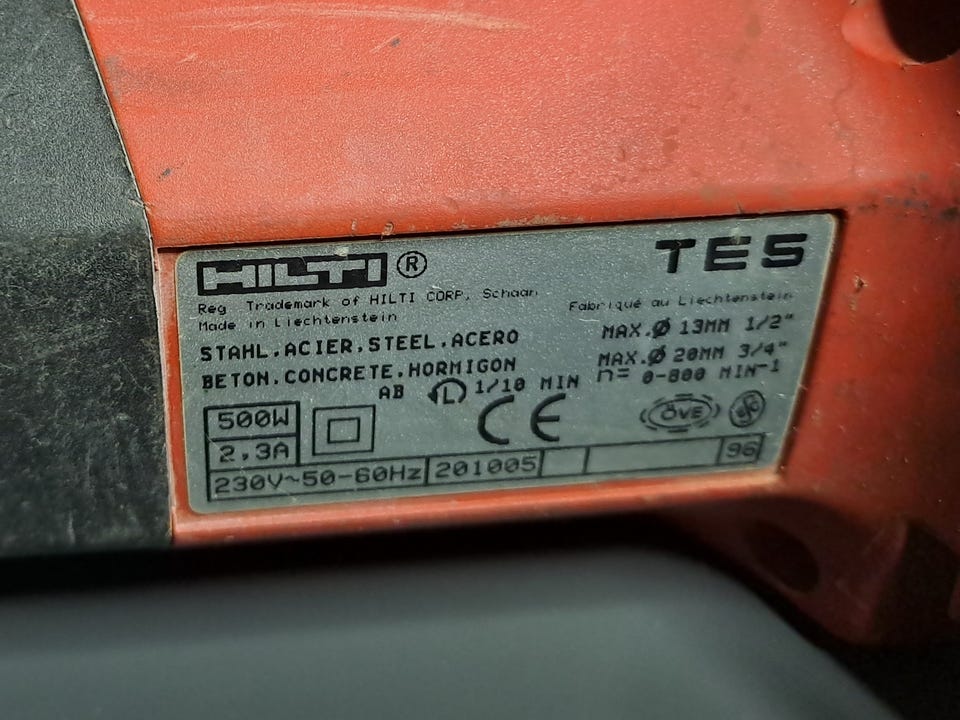 HILTI ®
TE5
Reg Trademark of HILTI CORP. Schaan
Made in Liechtenstein
Fabriqué au Liechtenstein
STAHL.ACIER.STEEL.ACERO
MAX.Ø 13MM 1/2"
BETON.CONCRETE.HORMIGON
MAX.Ø 20MM 3/4"
AB L 1/10 MIN
n= 0-800 MIN-1
500W
2,3A
CE
ÖVE
230V~50-60Hz
201005
96